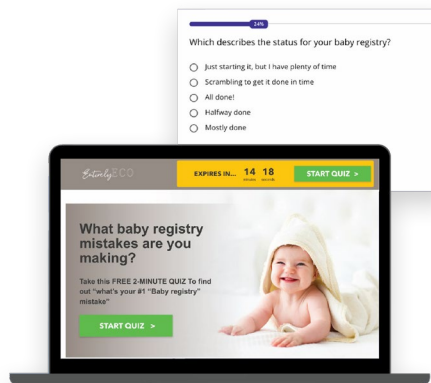 24%
Which describes the status for your baby registry?
Just starting it, but I have plenty of time
Scrambling to get it done in time
All done!
Halfway done
Mostly done
EntirelyECO
EXPIRES IN... 14 18 START QUIZ >
minutes seconds
What baby registry
mistakes are you
making?
Take this FREE 2-MINUTE QUIZ To find
out "what's your #1 "Baby registry"
mistake"
START QUIZ >